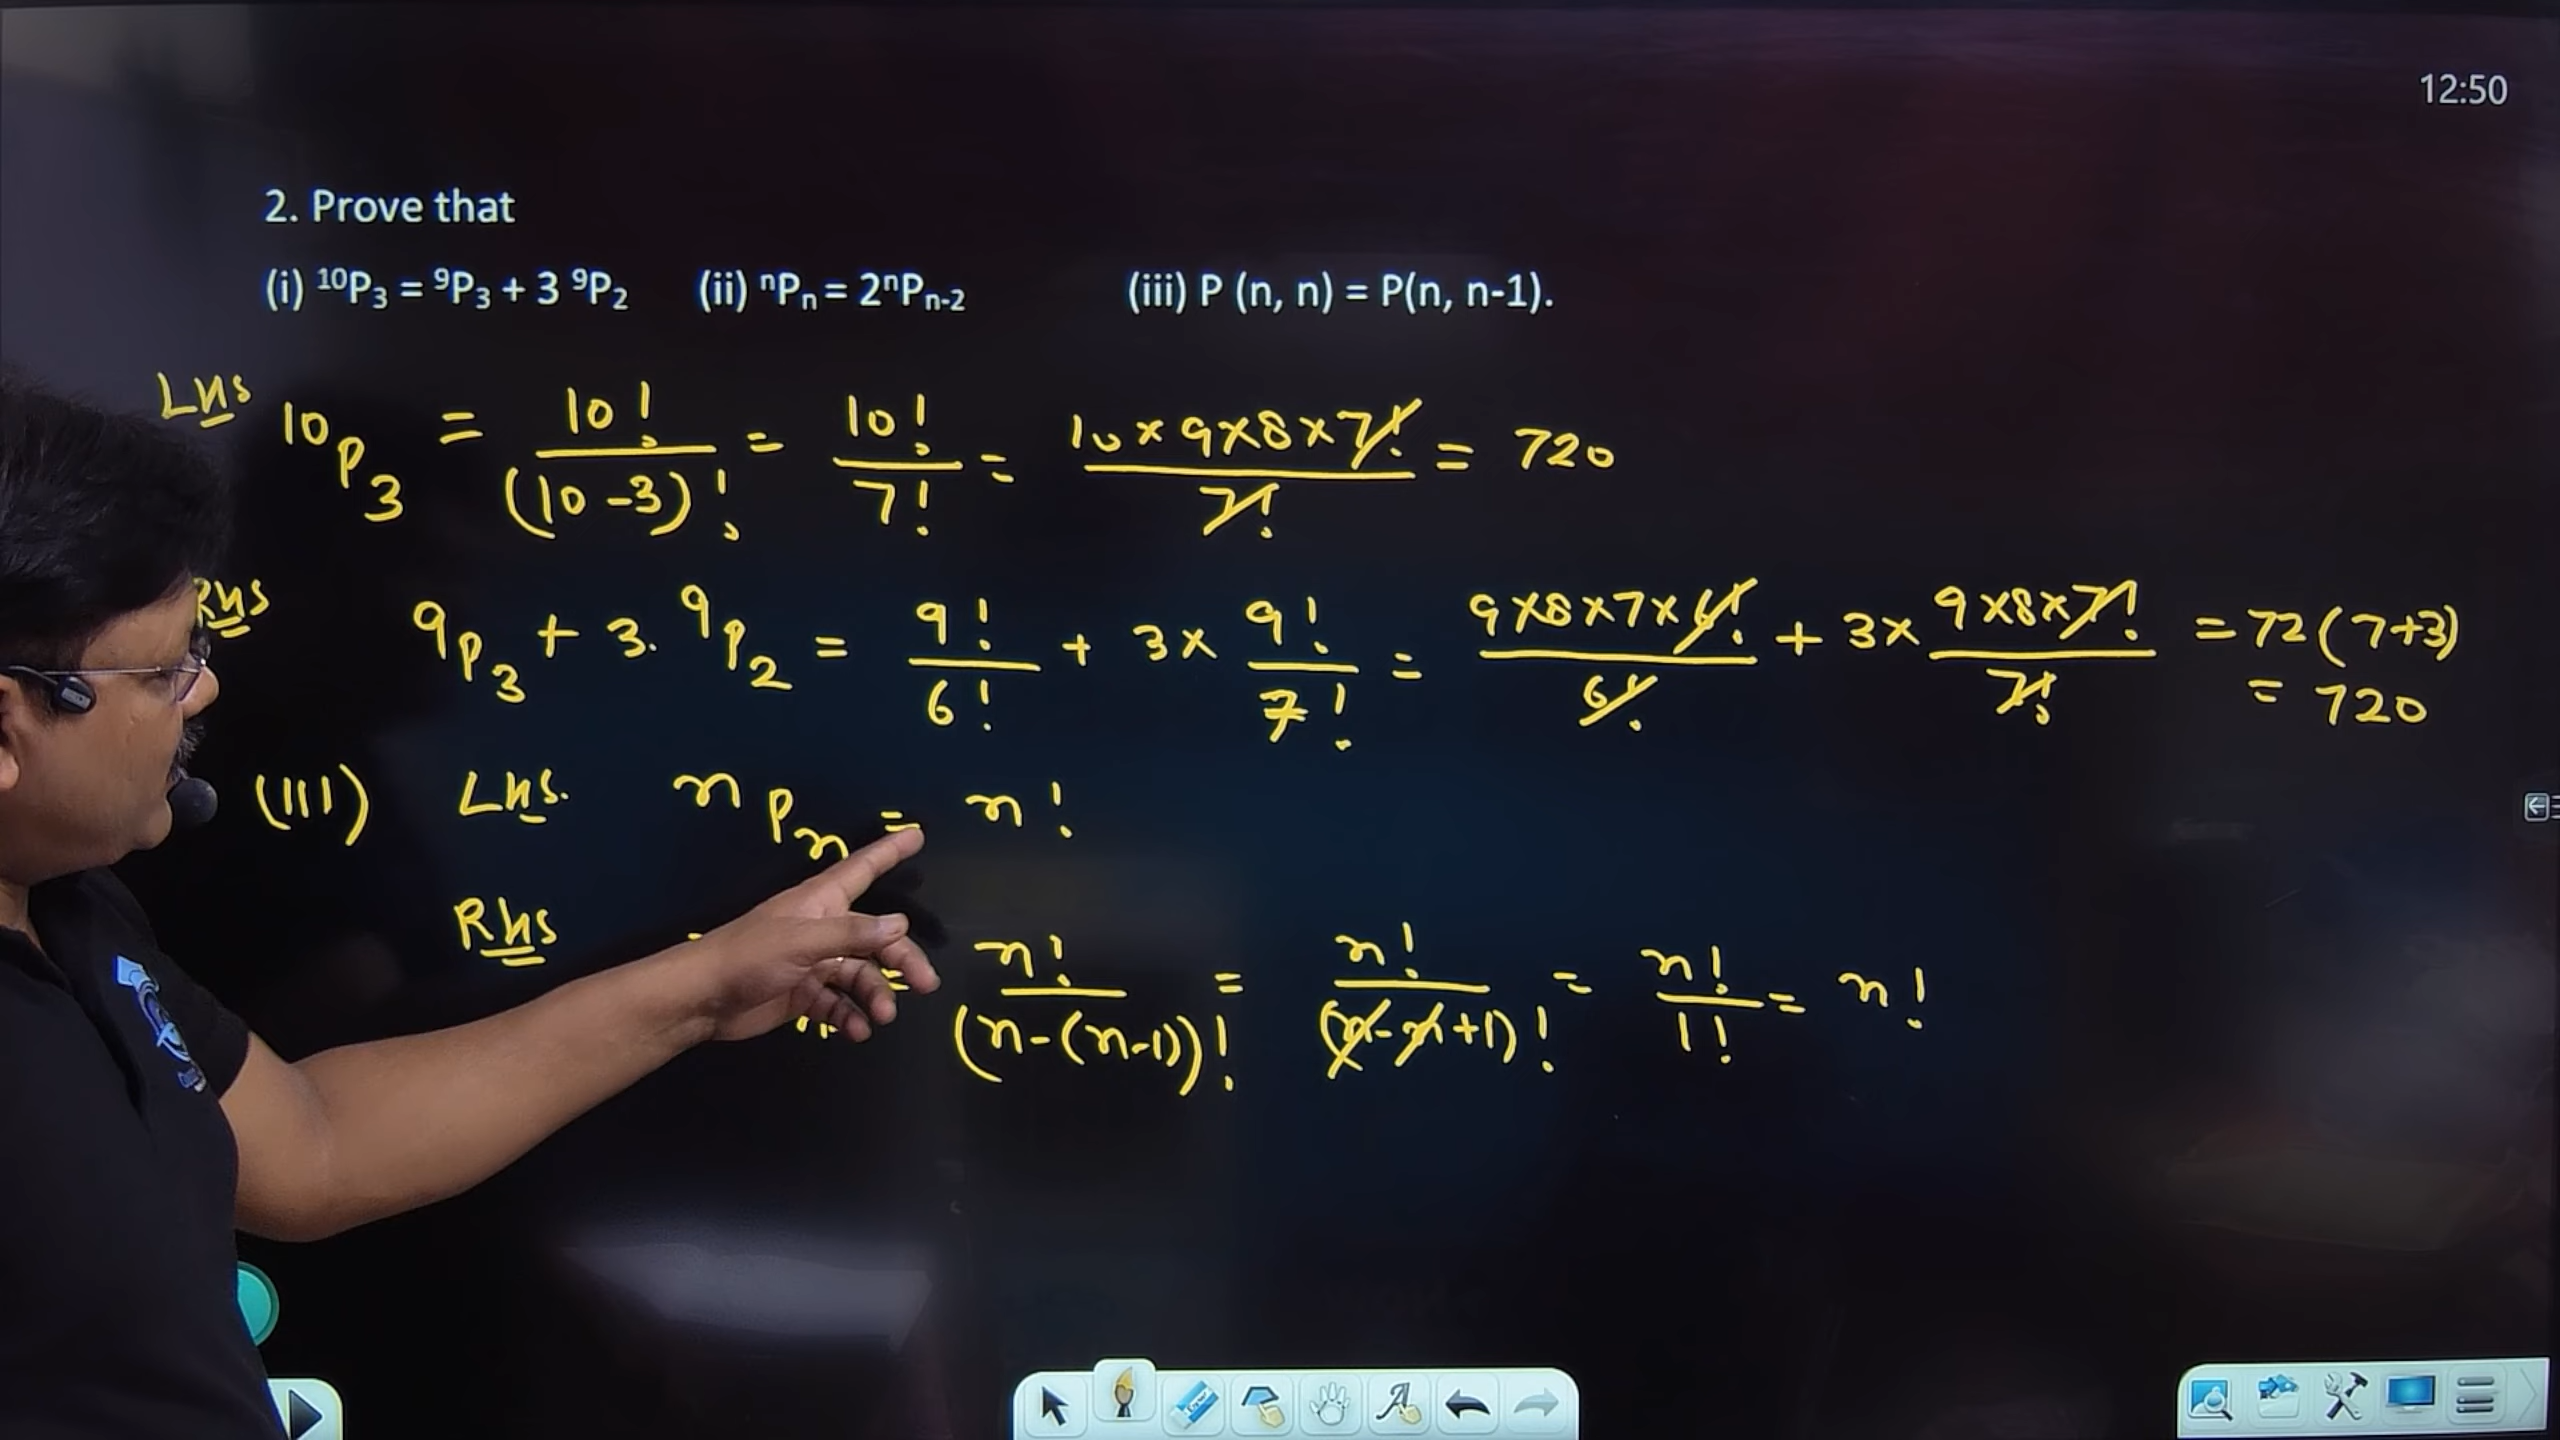 12:50
2. Prove that
(i) ¹⁰P₃ = ⁹P₃ + 3 ⁹P₂ (ii) ⁿPₙ = 2ⁿPₙ₋₂ (iii) P (n, n) = P(n, n-1).
LHS ¹⁰P₃ = 10!/(10-3)! = 10!/7! = 10×9×8×7!/7! = 720
RHS ⁹P₃ + 3. ⁹P₂ = 9!/6! + 3× 9!/7! = 9×8×7×6!/6! + 3× 9×8×7!/7! = 72(7+3)
= 720
(III) LHS. ⁿPₙ = n!
RHS = n!/(n-(n-1))! = n!/(n-n+1)! = n!/1! = n!